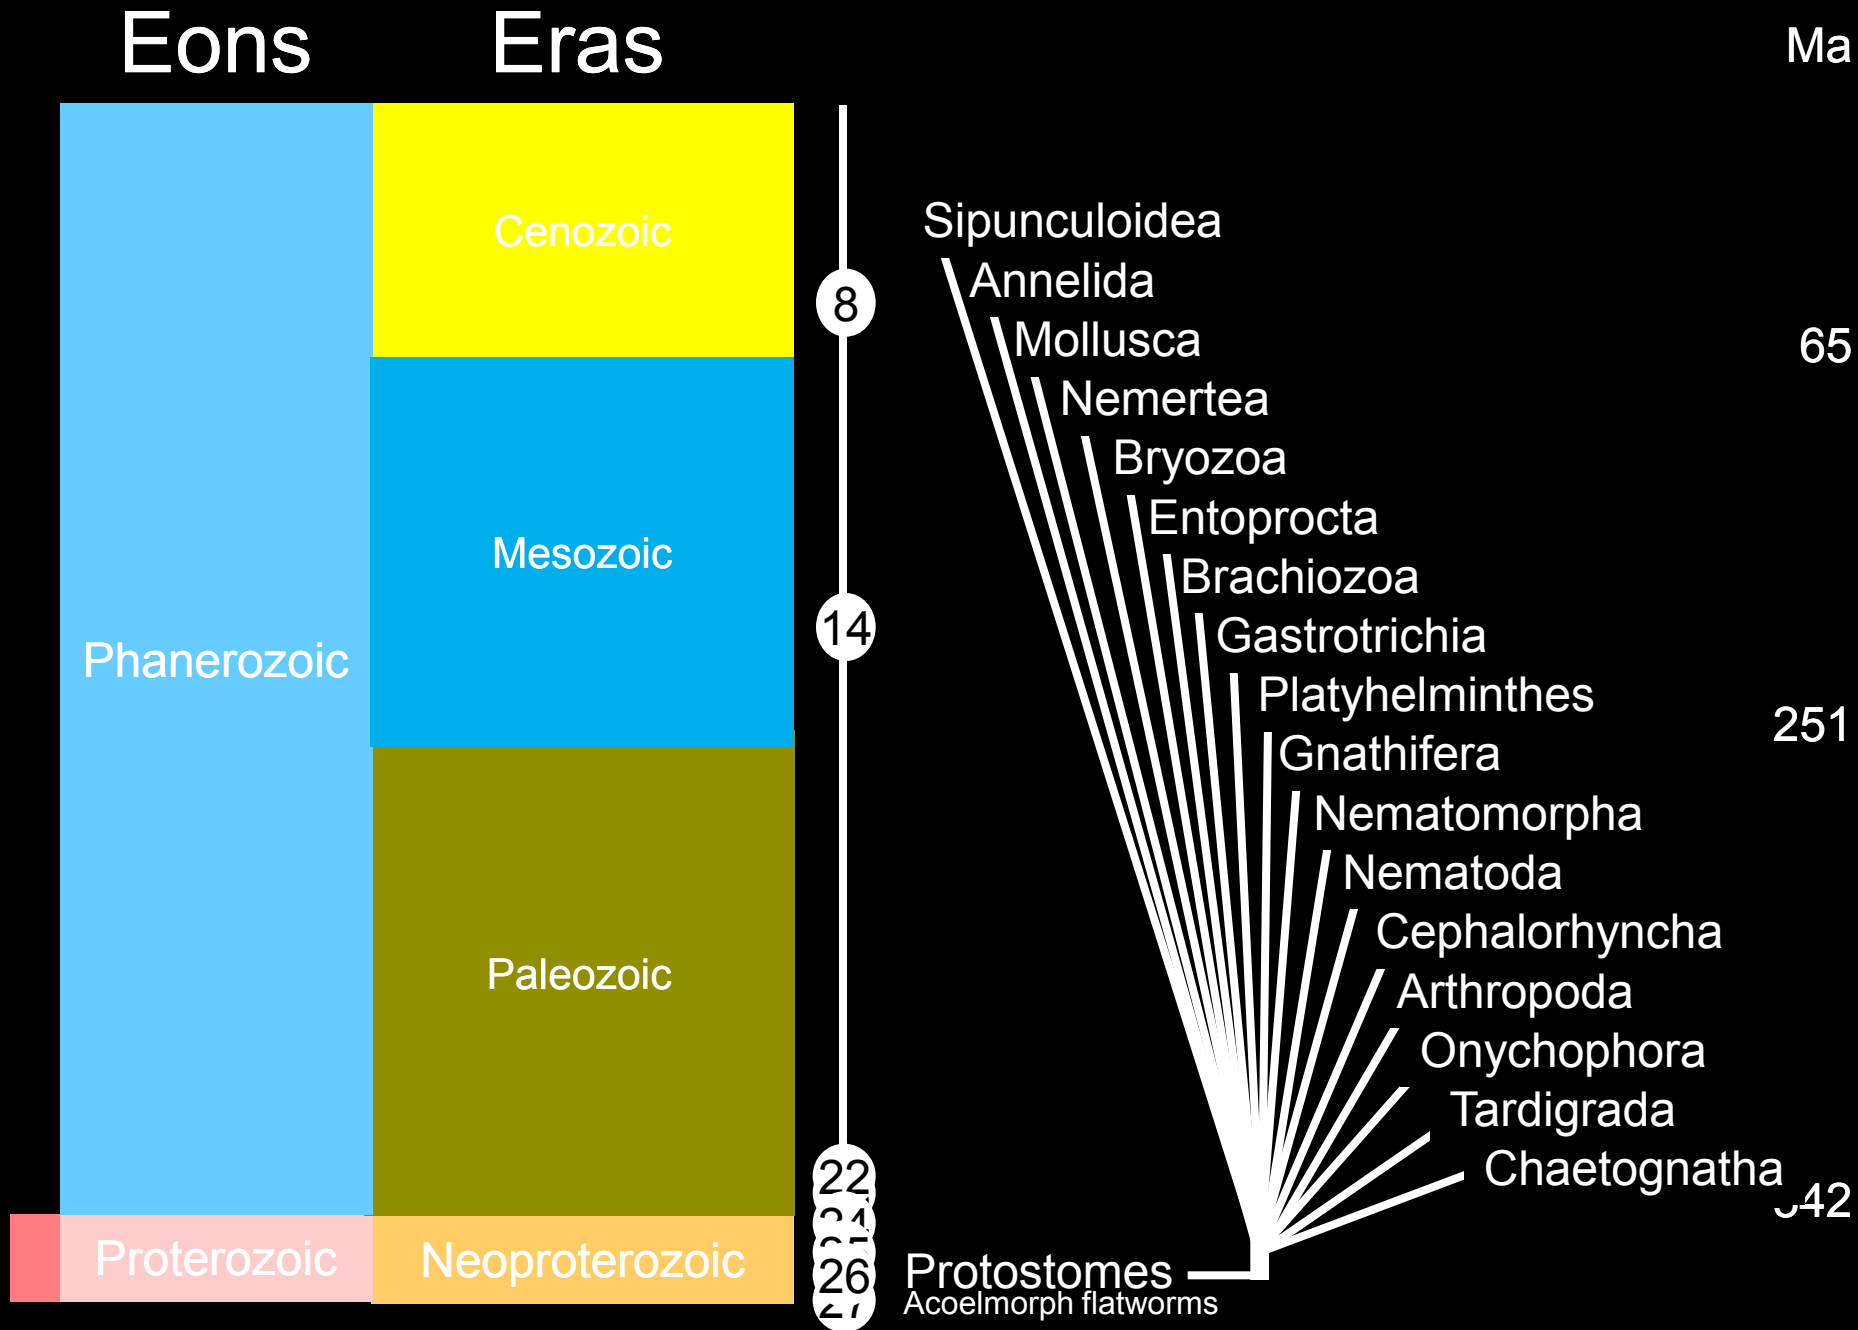 Eons Eras Ma
Cenozoic
Sipunculoidea
Annelida
8
Mollusca
65
Nemertea
Bryozoa
Entoprocta
Mesozoic
Brachiozoa
14
Gastrotrichia
Phanerozoic
Platyhelminthes
251
Gnathifera
Nematomorpha
Nematoda
Cephalorhyncha
Paleozoic
Arthropoda
Onychophora
Tardigrada
22
Chaetognatha
Proterozoic
Neoproterozoic
26
Protostomes
Acoelmorph flatworms